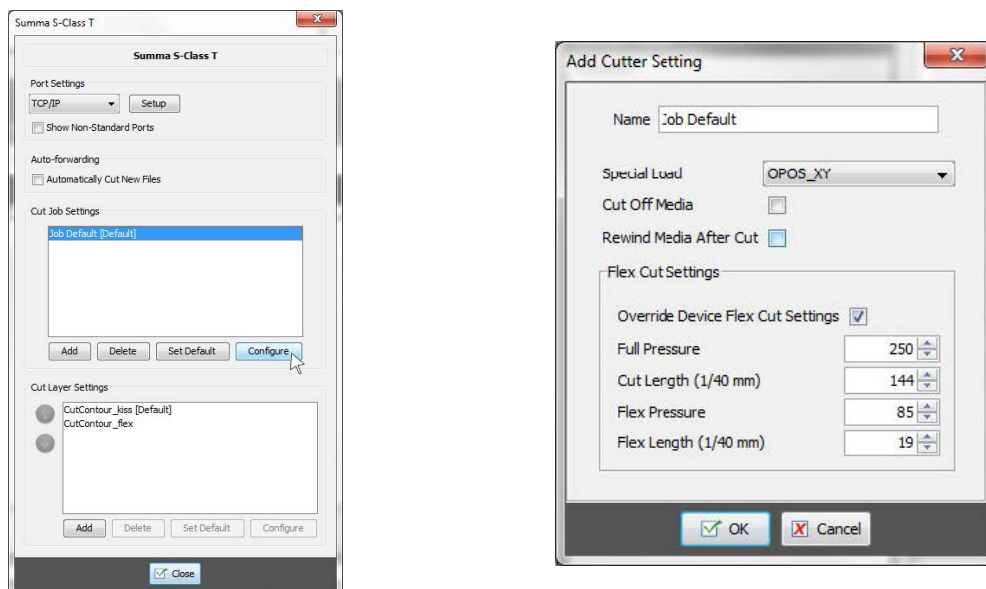 Summa S-Class T
Summa S-Class T
Port Settings
TCP/IP Setup
Show Non-Standard Ports
Auto-forwarding
Automatically Cut New Files
Cut Job Settings
Job Default [Default]
Add Delete Set Default Configure
Cut Layer Settings
CutContour_kiss [Default]
CutContour_flex
Add Delete Set Default Configure
Close
Add Cutter Setting
Name Job Default
Special Load OPOS_XY
Cut Off Media
Rewind Media After Cut
Flex Cut Settings
Override Device Flex Cut Settings
Full Pressure 250
Cut Length (1/40 mm) 144
Flex Pressure 85
Flex Length (1/40 mm) 19
OK Cancel